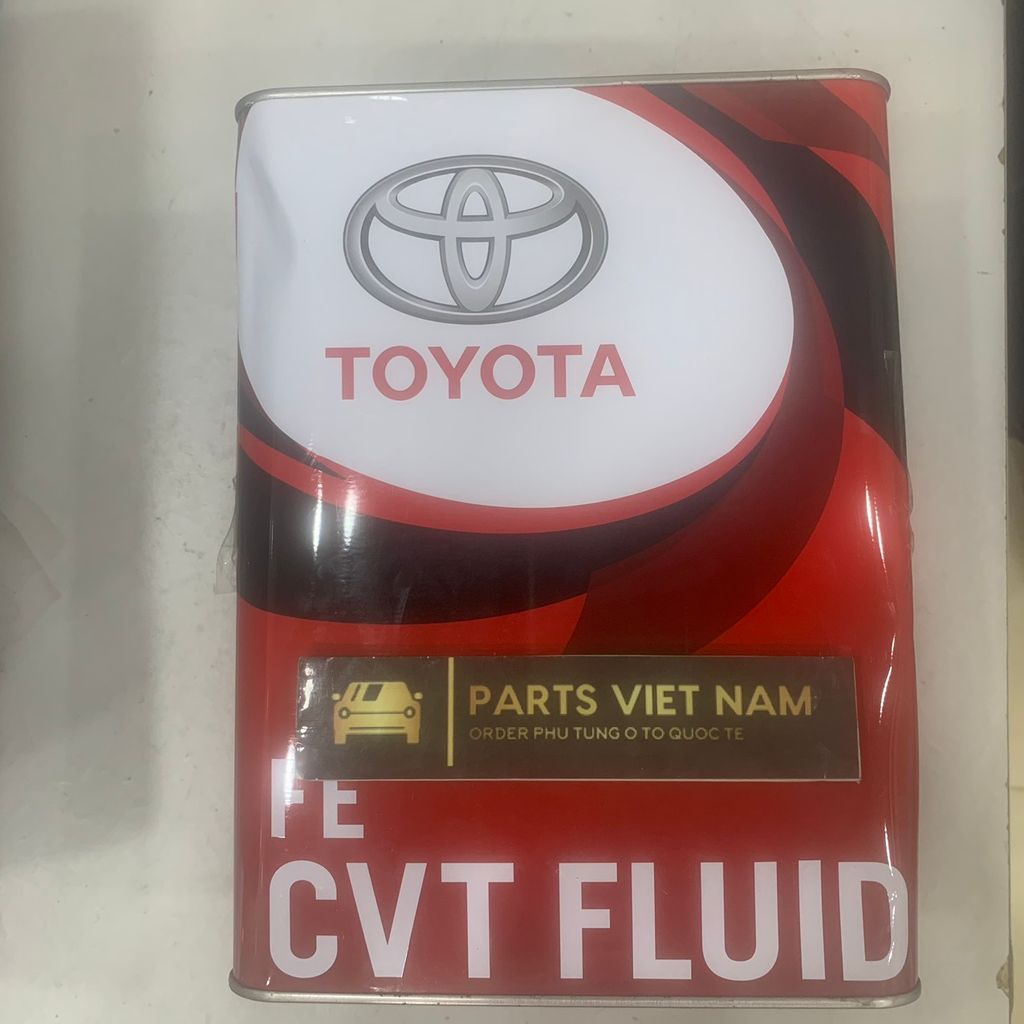 TOYOTA
PARTS VIET NAM
ORDER PHU TUNG O TO QUOC TE
FE
CVT FLUID